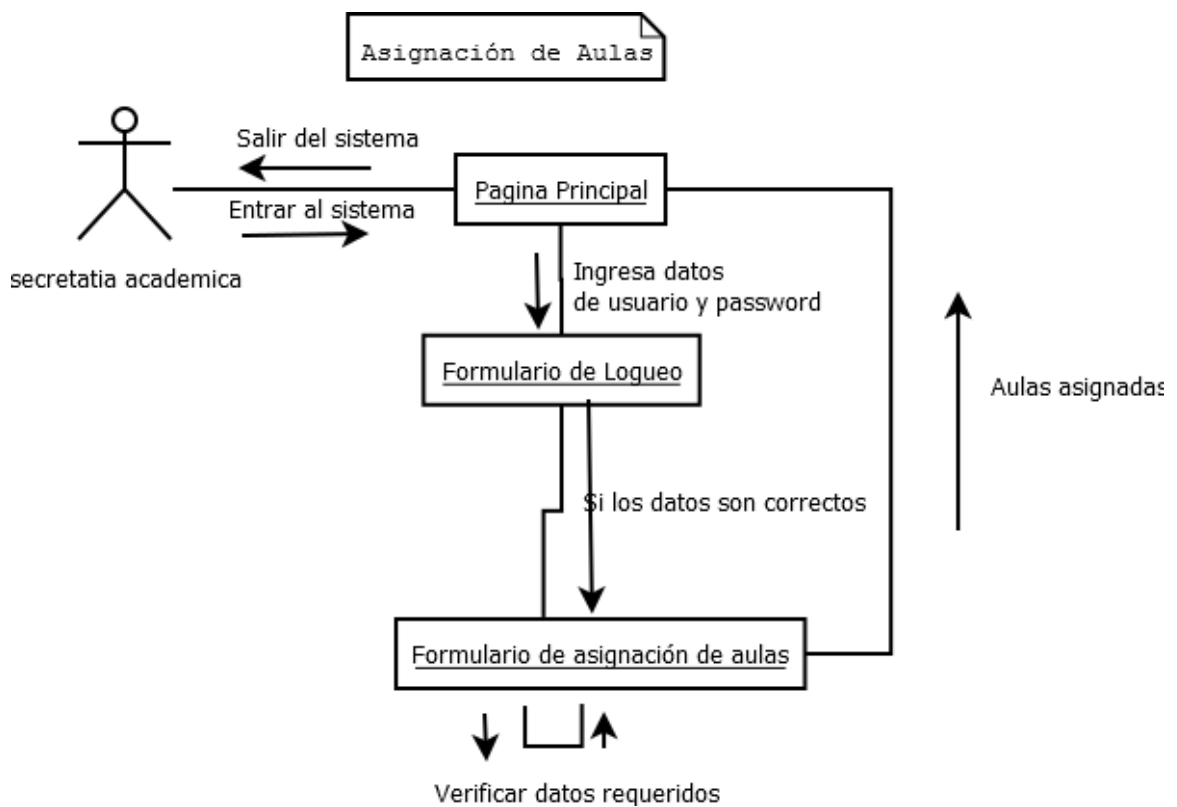 Asignación de Aulas
Salir del sistema
Pagina Principal
Entrar al sistema
secretatia academica
Ingresa datos
de usuario y password
Formulario de Logueo
Aulas asignadas
Si los datos son correctos
Formulario de asignación de aulas
Verificar datos requeridos